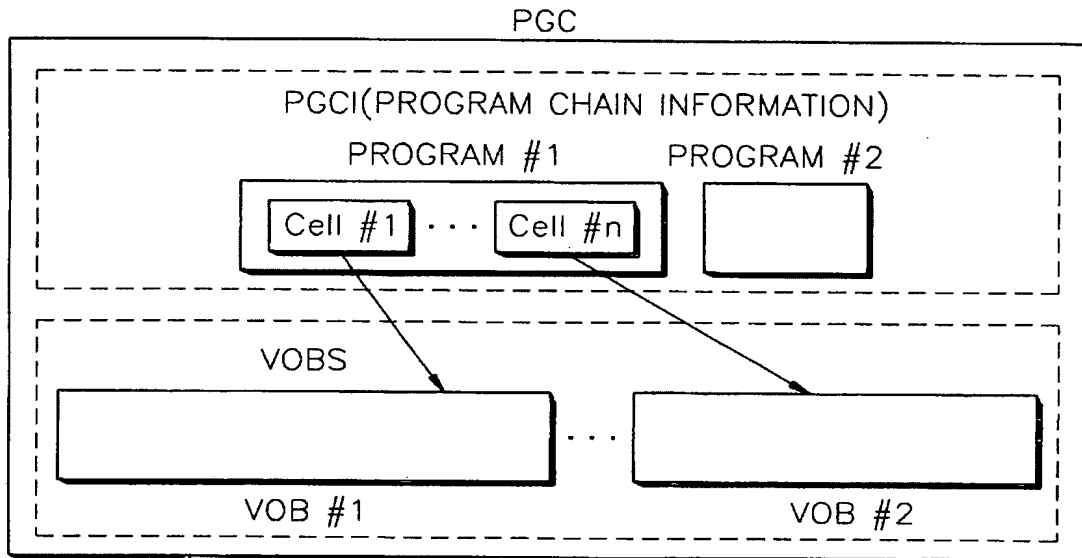 PGC
PGCI(PROGRAM CHAIN INFORMATION)
PROGRAM #1 PROGRAM #2
Cell #1 ··· Cell #n
VOBS
···
VOB #1 VOB #2